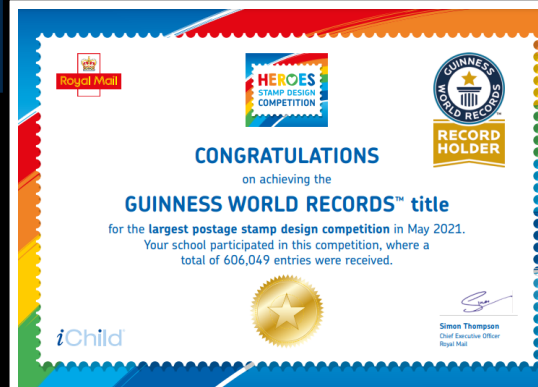 Royal Mail
HEROES
STAMP DESIGN
COMPETITION
GUINNESS
WORLD RECORDS
RECORD
HOLDER
CONGRATULATIONS
on achieving the
GUINNESS WORLD RECORDS™ title
for the largest postage stamp design competition in May 2021.
Your school participated in this competition, where a
total of 606,049 entries were received.
iChild
Simon Thompson
Chief Executive Officer
Royal Mail